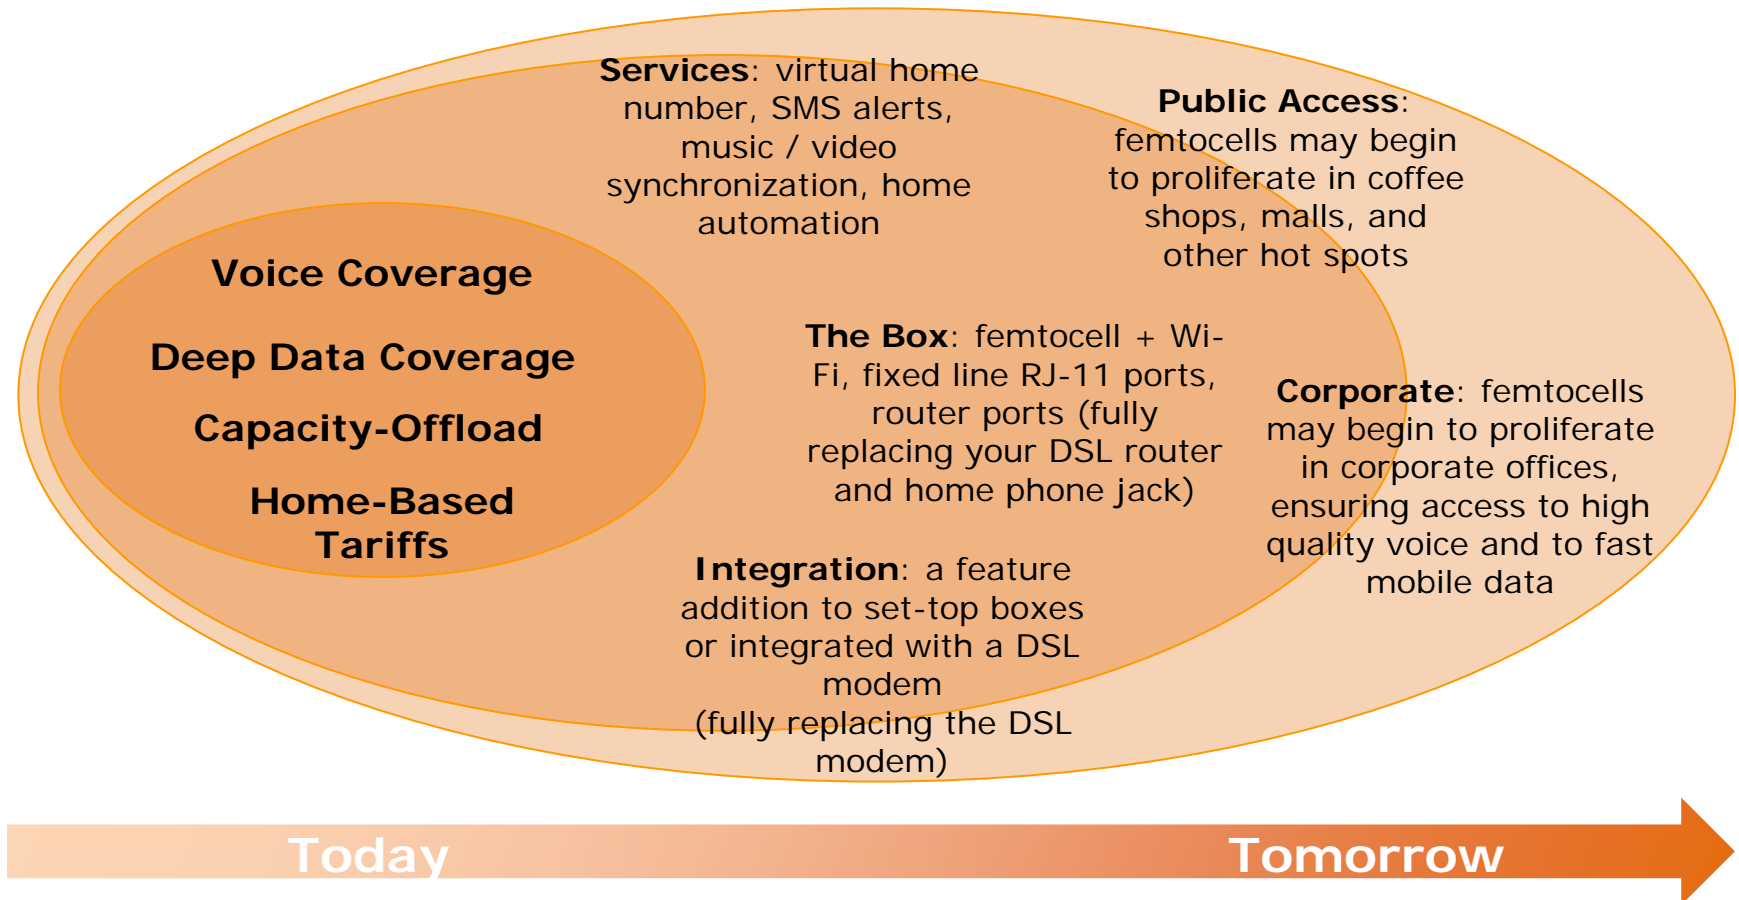 Services: virtual home
number, SMS alerts,
music / video
synchronization, home
automation
Public Access:
femtocells may begin
to proliferate in coffee
shops, malls, and
other hot spots
Voice Coverage
Deep Data Coverage
Capacity-Offload
Home-Based
Tariffs
The Box: femtocell + Wi-
Fi, fixed line RJ-11 ports,
router ports (fully
replacing your DSL router
and home phone jack)
Corporate: femtocells
may begin to proliferate
in corporate offices,
ensuring access to high
quality voice and to fast
mobile data
Integration: a feature
addition to set-top boxes
or integrated with a DSL
modem
(fully replacing the DSL
modem)
Today
Tomorrow